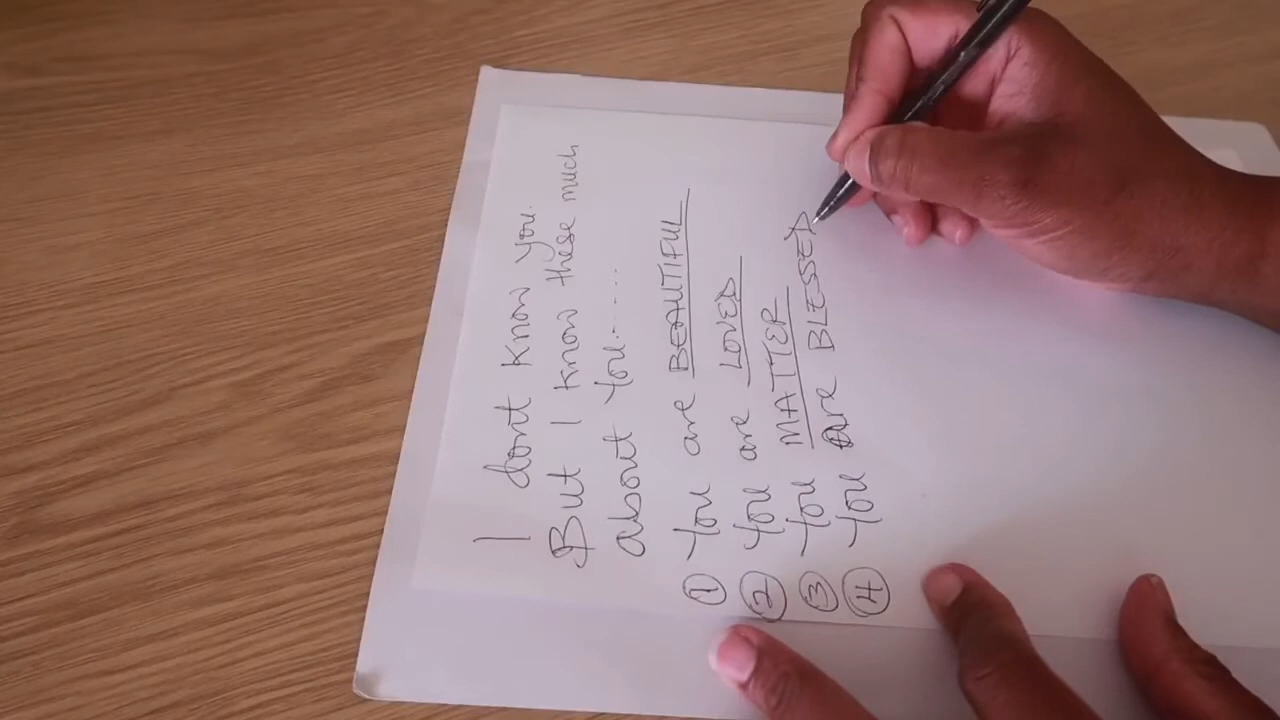 I dont know you.
But I know these much
about you.....
① You are BEAUTIFUL
② You are LOVED
③ You MATTER
④ You are BLESSED